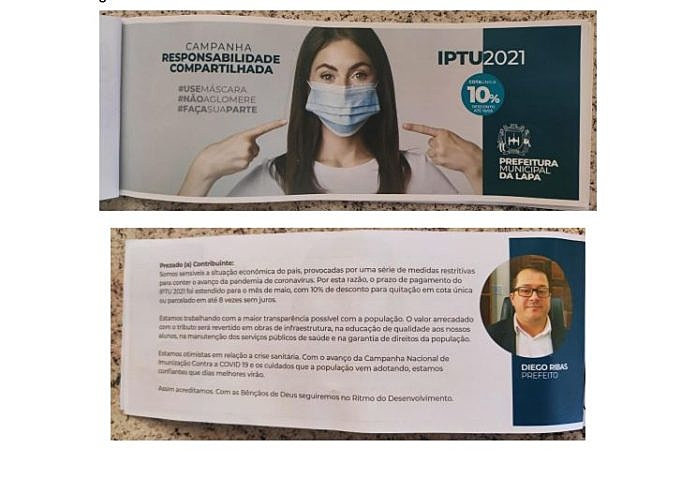 CAMPANHA
RESPONSABILIDADE
COMPARTILHADA
#USEMÁSCARA
#NÃOAGLOMERE
#FAÇASUAPARTE
IPTU2021
COTA ÚNICA
10%
DESCONTO
PREFEITURA
MUNICIPAL
DA LAPA
Prezado (a) Contribuinte:
Somos sensíveis a situação econômica do país, provocadas por uma série de medidas restritivas
para conter o avanço da pandemia de coronavírus. Por esta razão, o prazo de pagamento do
IPTU 2021 foi estendido para o mês de maio, com 10% de desconto para quitação em cota única
ou parcelado em até 8 vezes sem juros.
Estamos trabalhando com a maior transparência possível com a população. O valor arrecadado
com o tributo será revertido em obras de infraestrutura, na educação de qualidade aos nossos
alunos, na manutenção dos serviços públicos de saúde e na garantia de direitos da população.
Estamos otimistas em relação a crise sanitária. Com o avanço da Campanha Nacional de
Imunização Contra a COVID 19 e os cuidados que a população vem adotando, estamos
confiantes que dias melhores virão.
Assim acreditamos. Com as Bênçãos de Deus seguiremos no Ritmo do Desenvolvimento.
DIEGO RIBAS
PREFEITO